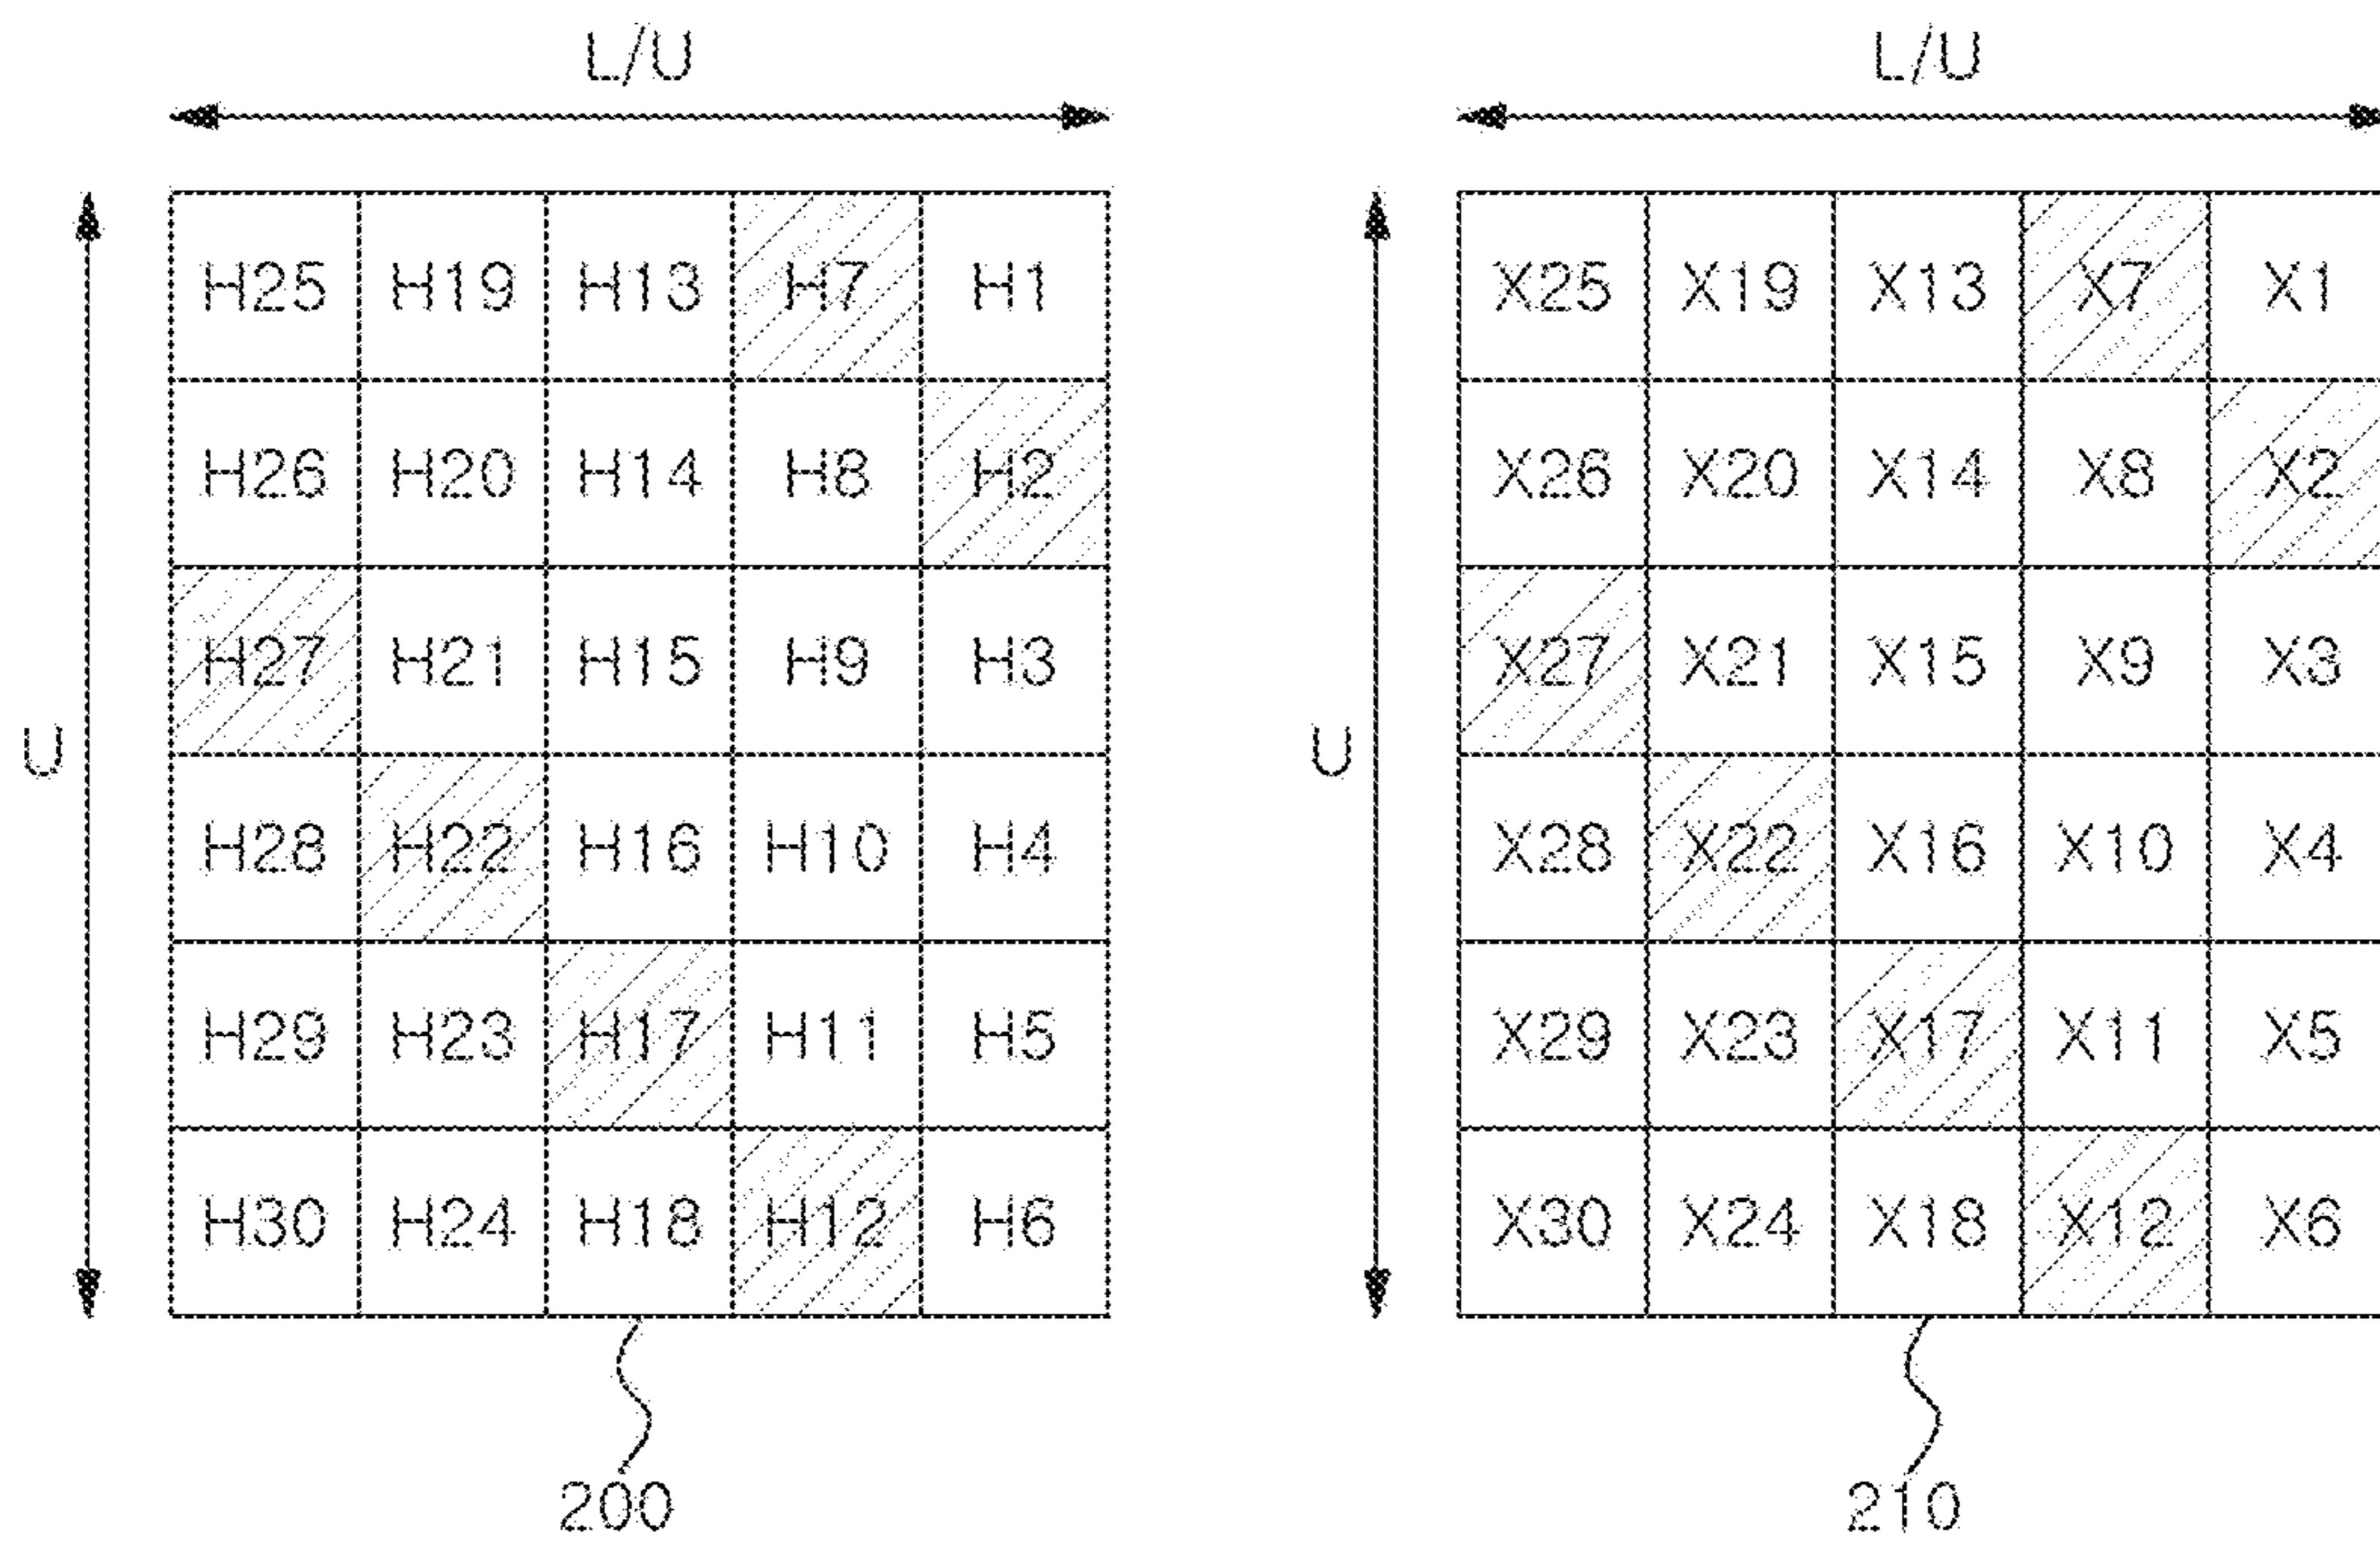 L/U L/U
H25 H19 H13 H7 H1 X25 X19 X13 X7 X1
H26 H20 H14 H8 H2 X26 X20 X14 X8 X2
H27 H21 H15 H9 H3 X27 X21 X15 X9 X3
U U
H28 H22 H16 H10 H4 X28 X22 X16 X10 X4
H29 H23 H17 H11 H5 X29 X23 X17 X11 X5
H30 H24 H18 H12 H6 X30 X24 X18 X12 X6
200 210